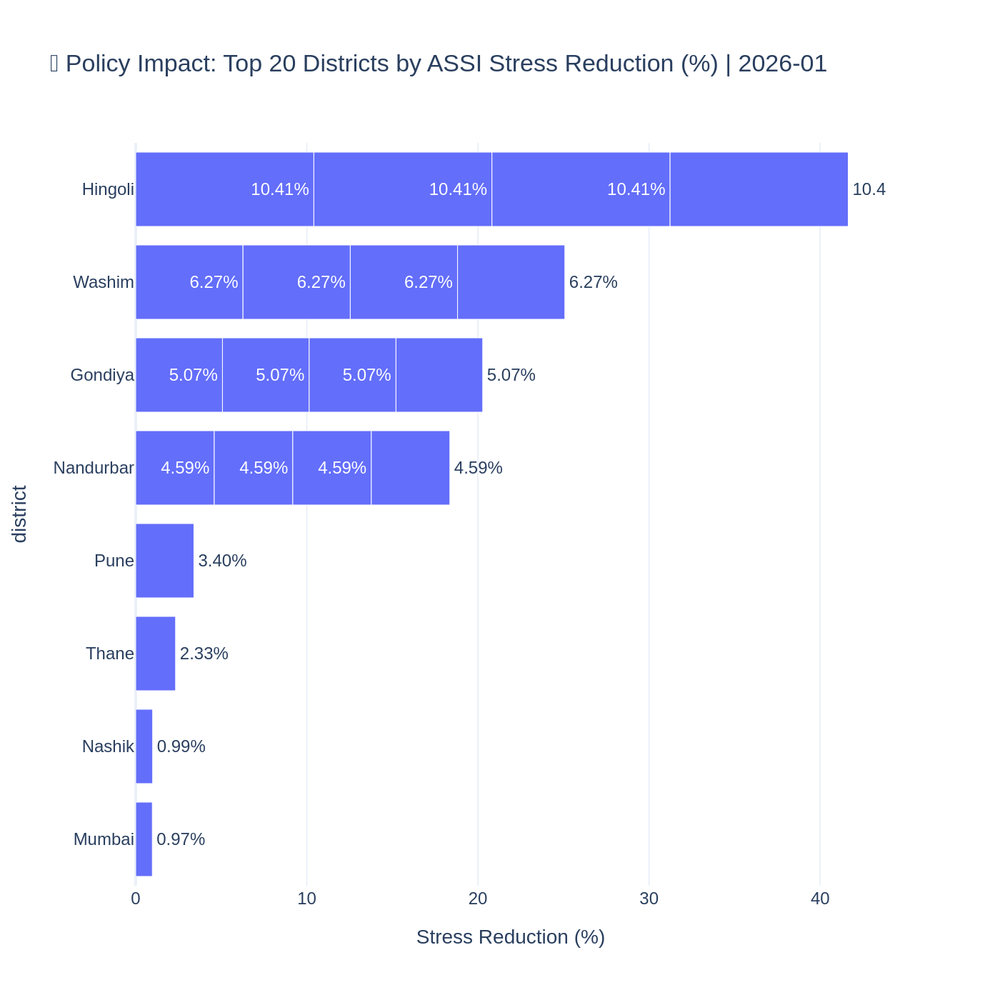 Policy Impact: Top 20 Districts by ASSI Stress Reduction (%) | 2026-01
Hingoli 10.41% 10.41% 10.41% 10.4
Washim 6.27% 6.27% 6.27% 6.27%
Gondiya 5.07% 5.07% 5.07% 5.07%
Nandurbar 4.59% 4.59% 4.59% 4.59%
district
Pune 3.40%
Thane 2.33%
Nashik 0.99%
Mumbai 0.97%
0 10 20 30 40
Stress Reduction (%)